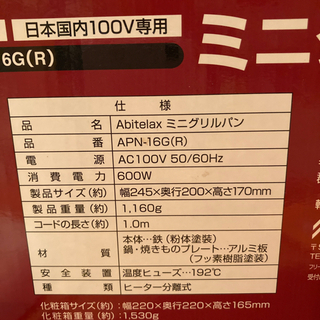 日本国内100V専用
6G(R)
ミニ
仕 様
品 名 Abitelax ミニグリルパン
品 番 APN-16G(R)
電 源 AC100V 50/60Hz
消費電力 600W
製品サイズ(約) 幅245×奥行200×高さ170mm
製品重量(約) 1,160g
コードの長さ(約) 1.0m
材 質 本体…鉄(粉体塗装)
鍋・焼きものプレート…アルミ板
(フッ素樹脂塗装)
安全装置 温度ヒューズ…192℃
種 類 ヒーター分離式
化粧箱サイズ(約):幅220×奥行220×高さ165mm
化粧箱重量(約):1,530g